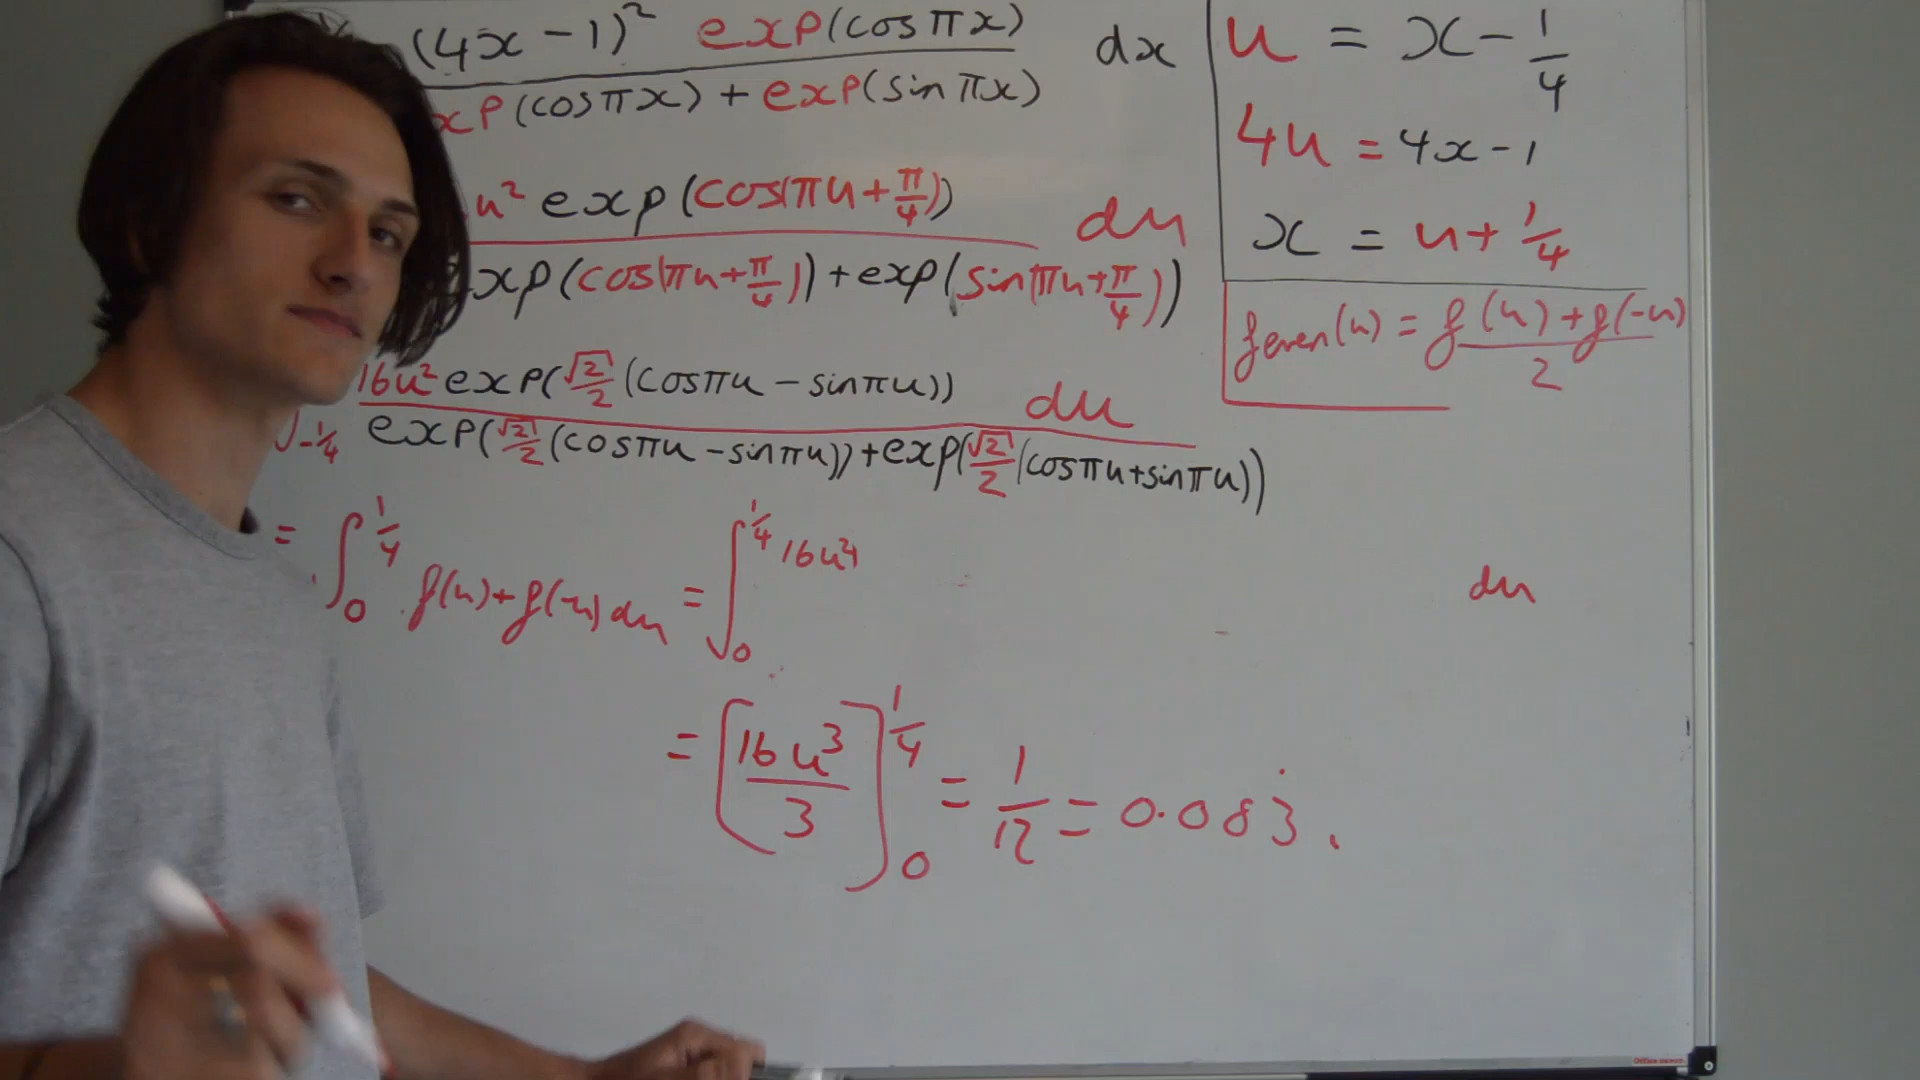 (4x - 1)² exp(cos πx) dx
xp(cos πx) + exp(sin πx)
u = x - 1/4
4u = 4x - 1
x = u + 1/4
u² exp(cos(πu + π/4)) du
xp(cos(πu + π/4)) + exp(sin(πu + π/4))
f even(u) = f(u) + f(-u) / 2
16u² exp(√2/2 (cos πu - sin πu)) du
∫ -1/4 exp(√2/2 (cos πu - sin πu)) + exp(√2/2 (cos πu + sin πu))
= ∫₀^1/4 f(u) + f(-u) du = ∫₀^1/4 16u² du
= [16u³/3]₀^1/4 = 1/12 = 0.083̇.